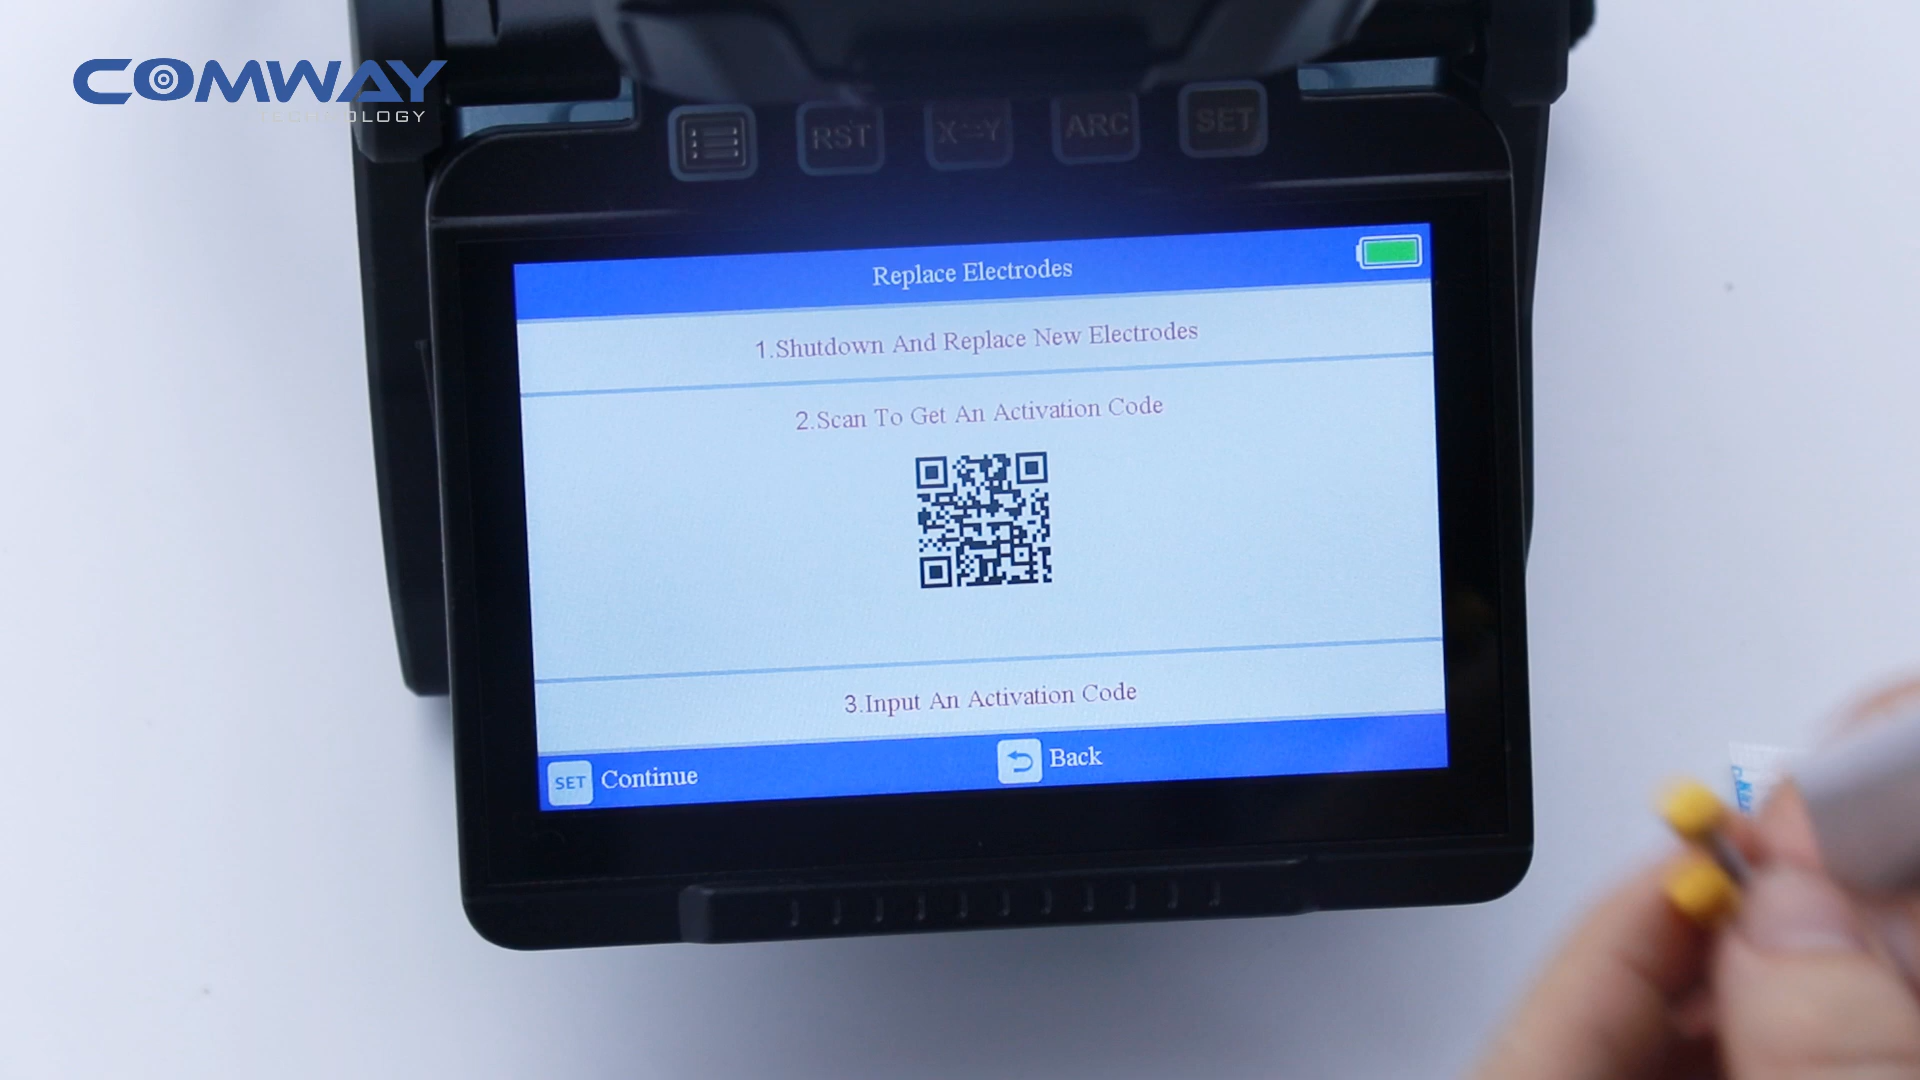 COMWAY
TECHNOLOGY
RST
X⇌Y
ARC
SET
Replace Electrodes
1.Shutdown And Replace New Electrodes
2.Scan To Get An Activation Code
3.Input An Activation Code
SET Continue
Back